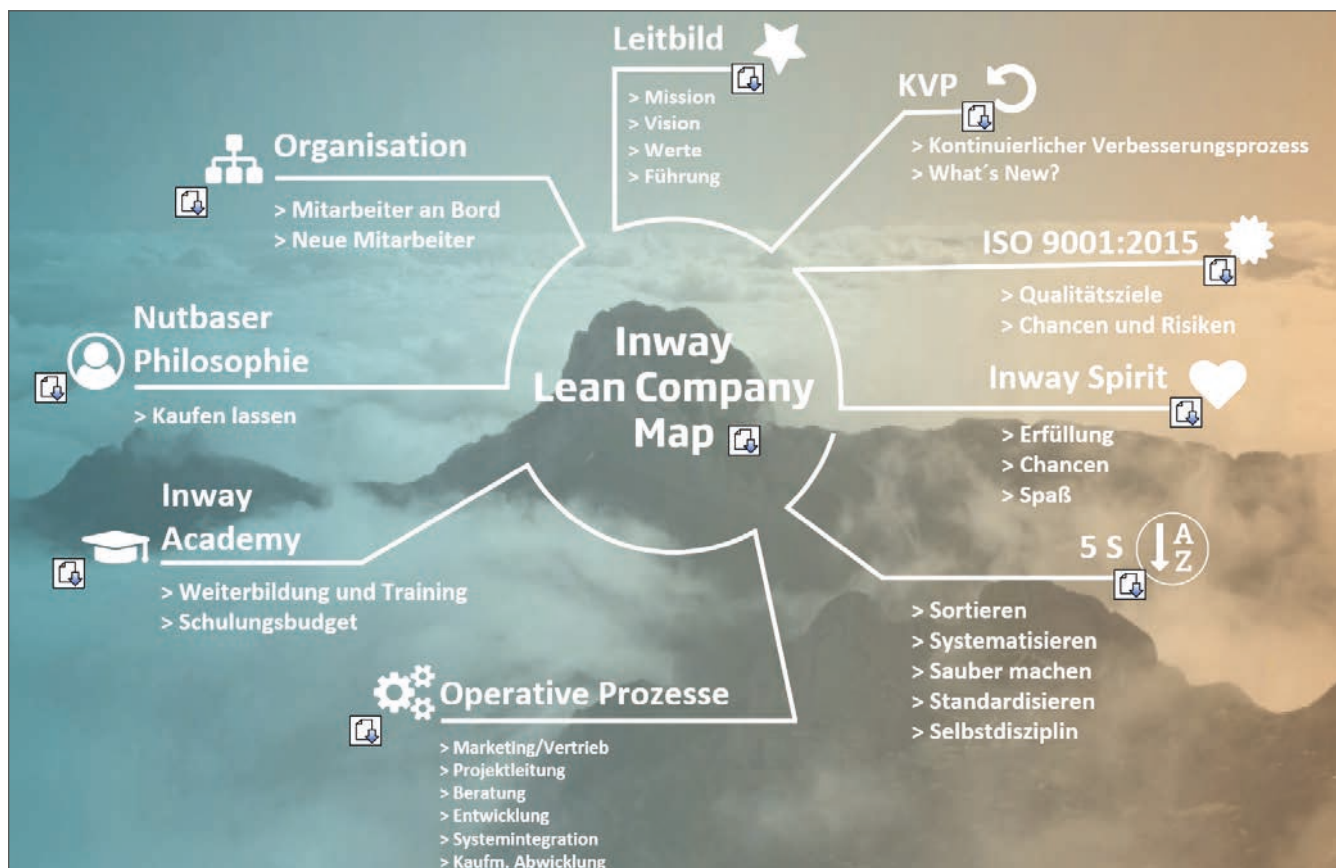 Leitbild
> Mission
> Vision
> Werte
> Führung
KVP
> Kontinuierlicher Verbesserungsprozess
> What´s New?
Organisation
> Mitarbeiter an Bord
> Neue Mitarbeiter
ISO 9001:2015
> Qualitätsziele
> Chancen und Risiken
Nutbaser
Philosophie
> Kaufen lassen
Inway
Lean Company
Map
Inway Spirit
> Erfüllung
> Chancen
> Spaß
Inway
Academy
> Weiterbildung und Training
> Schulungsbudget
5 S
A
Z
> Sortieren
> Systematisieren
> Sauber machen
> Standardisieren
> Selbstdisziplin
Operative Prozesse
> Marketing/Vertrieb
> Projektleitung
> Beratung
> Entwicklung
> Systemintegration
> Kaufm. Abwicklung